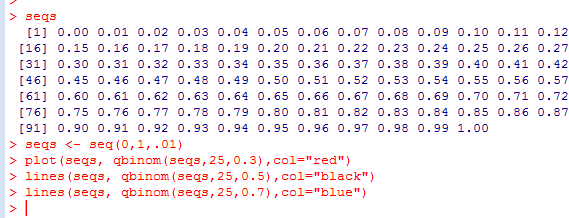 > seqs
[1] 0.00 0.01 0.02 0.03 0.04 0.05 0.06 0.07 0.08 0.09 0.10 0.11 0.12
[16] 0.15 0.16 0.17 0.18 0.19 0.20 0.21 0.22 0.23 0.24 0.25 0.26 0.27
[31] 0.30 0.31 0.32 0.33 0.34 0.35 0.36 0.37 0.38 0.39 0.40 0.41 0.42
[46] 0.45 0.46 0.47 0.48 0.49 0.50 0.51 0.52 0.53 0.54 0.55 0.56 0.57
[61] 0.60 0.61 0.62 0.63 0.64 0.65 0.66 0.67 0.68 0.69 0.70 0.71 0.72
[76] 0.75 0.76 0.77 0.78 0.79 0.80 0.81 0.82 0.83 0.84 0.85 0.86 0.87
[91] 0.90 0.91 0.92 0.93 0.94 0.95 0.96 0.97 0.98 0.99 1.00
> seqs <- seq(0,1,.01)
> plot(seqs, qbinom(seqs,25,0.3),col="red")
> lines(seqs, qbinom(seqs,25,0.5),col="black")
> lines(seqs, qbinom(seqs,25,0.7),col="blue")
>